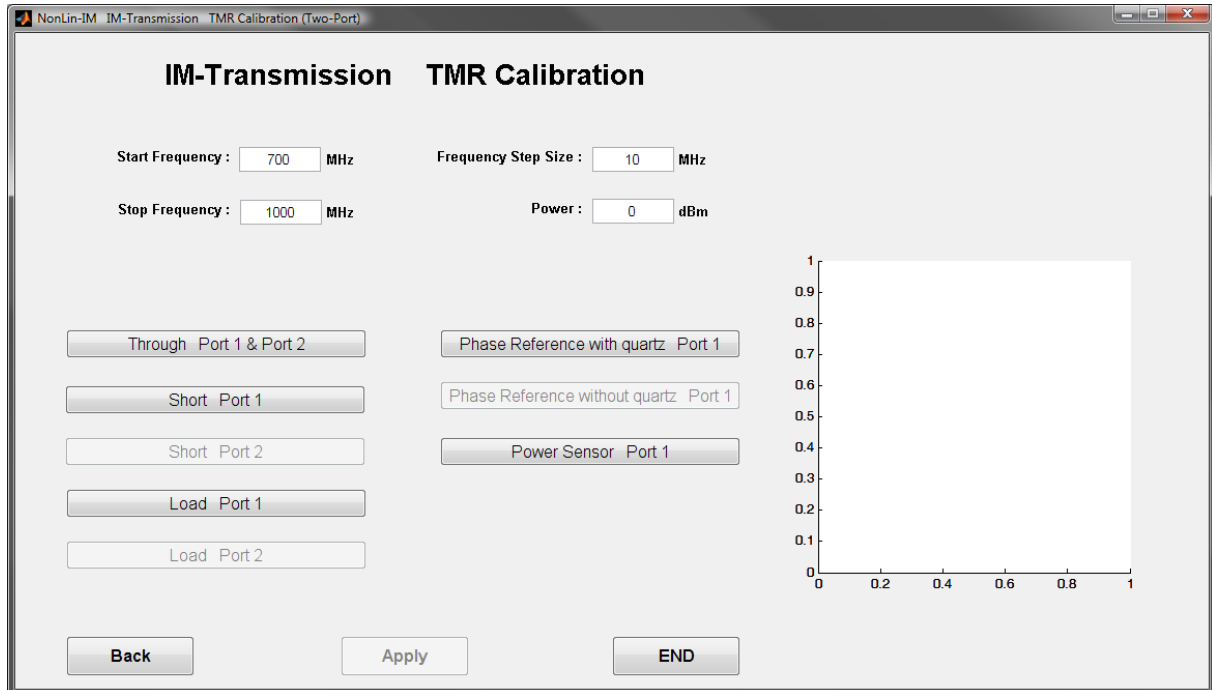 NonLin-IM IM-Transmission TMR Calibration (Two-Port)
IM-Transmission TMR Calibration
Start Frequency : 700 MHz
Frequency Step Size : 10 MHz
Stop Frequency : 1000 MHz
Power : 0 dBm
Through Port 1 & Port 2
Short Port 1
Short Port 2
Load Port 1
Load Port 2
Phase Reference with quartz Port 1
Phase Reference without quartz Port 1
Power Sensor Port 1
1
0.9
0.8
0.7
0.6
0.5
0.4
0.3
0.2
0.1
0
0 0.2 0.4 0.6 0.8 1
Back
Apply
END